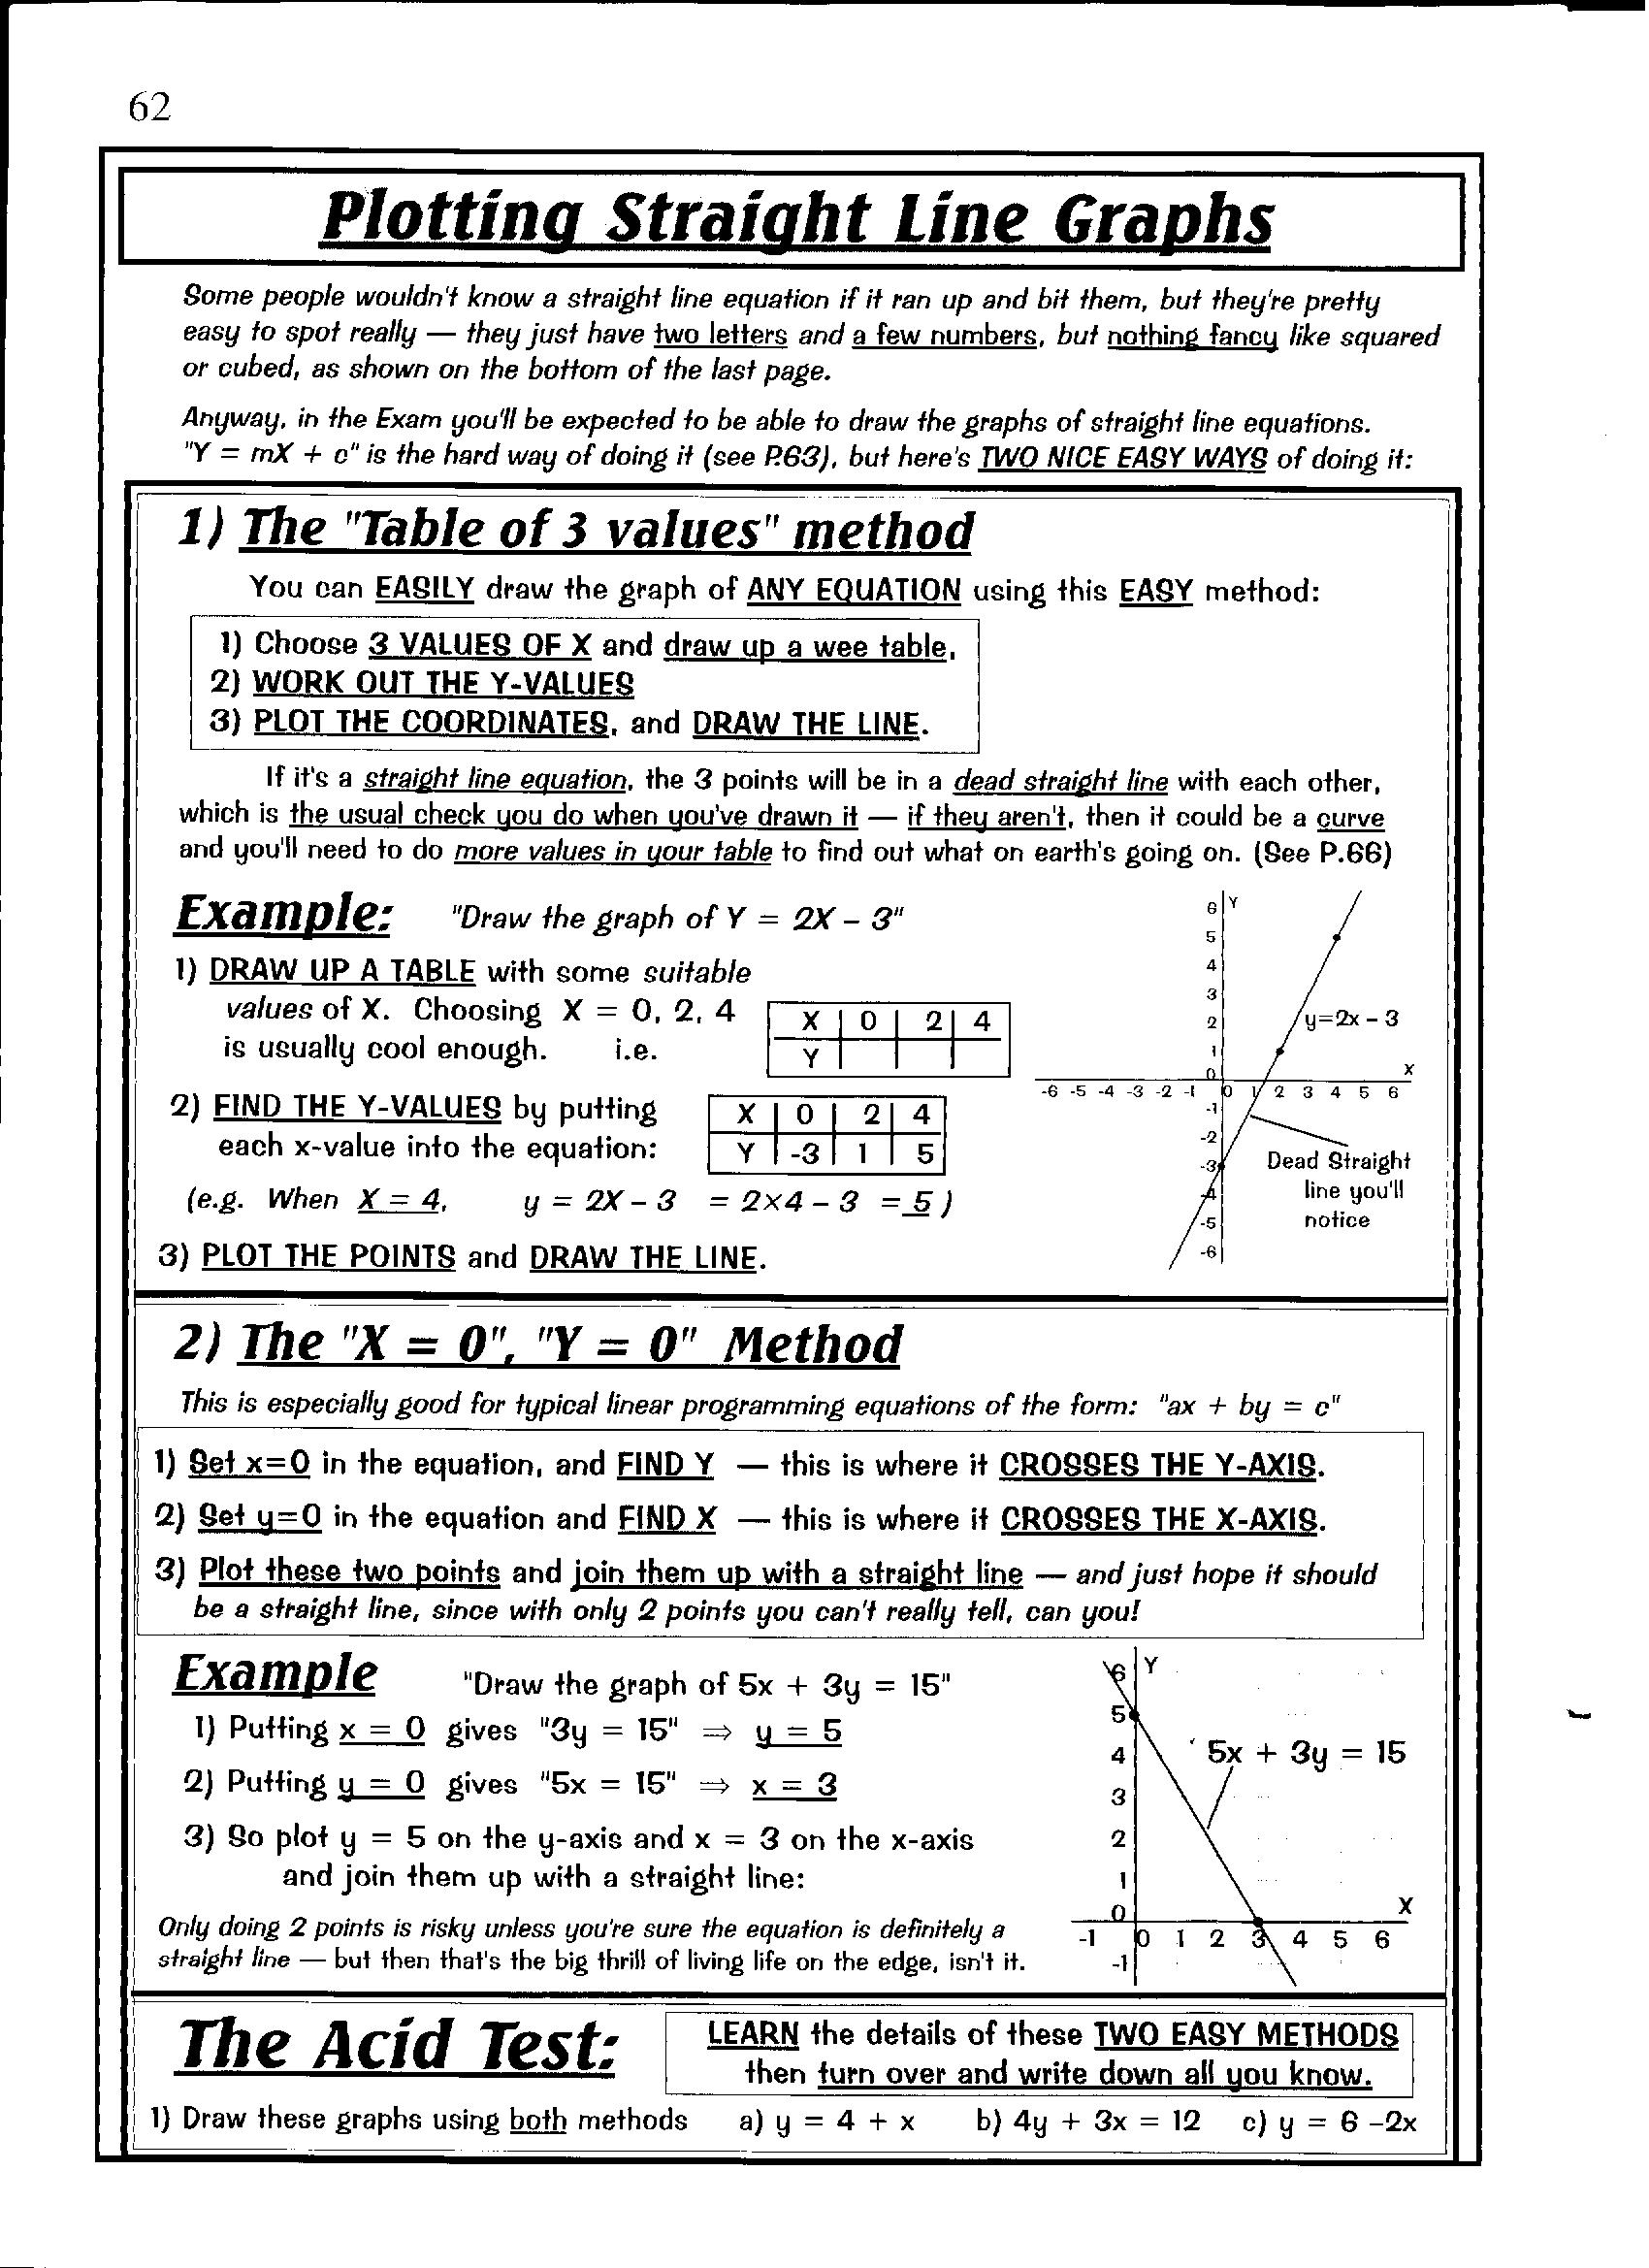 62
Plotting Straight Line Graphs
Some people wouldn't know a straight line equation if it ran up and bit them, but they're pretty
easy to spot really — they just have two letters and a few numbers, but nothing fancy like squared
or cubed, as shown on the bottom of the last page.
Anyway, in the Exam you'll be expected to be able to draw the graphs of straight line equations.
"Y = mX + c" is the hard way of doing it (see P.63), but here's TWO NICE EASY WAYS of doing it:
1) The "Table of 3 values" method
You can EASILY draw the graph of ANY EQUATION using this EASY method:
1) Choose 3 VALUES OF X and draw up a wee table,
2) WORK OUT THE Y-VALUES
3) PLOT THE COORDINATES, and DRAW THE LINE.
If it's a straight line equation, the 3 points will be in a dead straight line with each other,
which is the usual check you do when you've drawn it — if they aren't, then it could be a curve
and you'll need to do more values in your table to find out what on earth's going on. (See P.66)
Example: "Draw the graph of Y = 2X – 3"
1) DRAW UP A TABLE with some suitable
values of X. Choosing X = 0, 2, 4
is usually cool enough. i.e.
X 0 2 4
Y
2) FIND THE Y-VALUES by putting
each x-value into the equation:
X 0 2 4
Y -3 1 5
(e.g. When X = 4, y = 2X – 3 = 2×4 – 3 = 5 )
3) PLOT THE POINTS and DRAW THE LINE.
6 Y
5
4
3
2
1
0
y=2x – 3
X
-6 -5 -4 -3 -2 -1 0 1 2 3 4 5 6
-1
-2
-3
-4
-5
-6
Dead Straight
line you'll
notice
2) The "X = 0", "Y = 0" Method
This is especially good for typical linear programming equations of the form: "ax + by = c"
1) Set x=0 in the equation, and FIND Y — this is where it CROSSES THE Y-AXIS.
2) Set y=0 in the equation and FIND X — this is where it CROSSES THE X-AXIS.
3) Plot these two points and join them up with a straight line — and just hope it should
be a straight line, since with only 2 points you can't really tell, can you!
Example "Draw the graph of 5x + 3y = 15"
1) Putting x = 0 gives "3y = 15" ⇒ y = 5
2) Putting y = 0 gives "5x = 15" ⇒ x = 3
3) So plot y = 5 on the y-axis and x = 3 on the x-axis
and join them up with a straight line:
Only doing 2 points is risky unless you're sure the equation is definitely a
straight line — but then that's the big thrill of living life on the edge, isn't it.
6 Y
5
4
3
2
1
0
5x + 3y = 15
X
-1 0 1 2 3 4 5 6
-1
The Acid Test:
LEARN the details of these TWO EASY METHODS
then turn over and write down all you know.
1) Draw these graphs using both methods a) y = 4 + x b) 4y + 3x = 12 c) y = 6 –2x